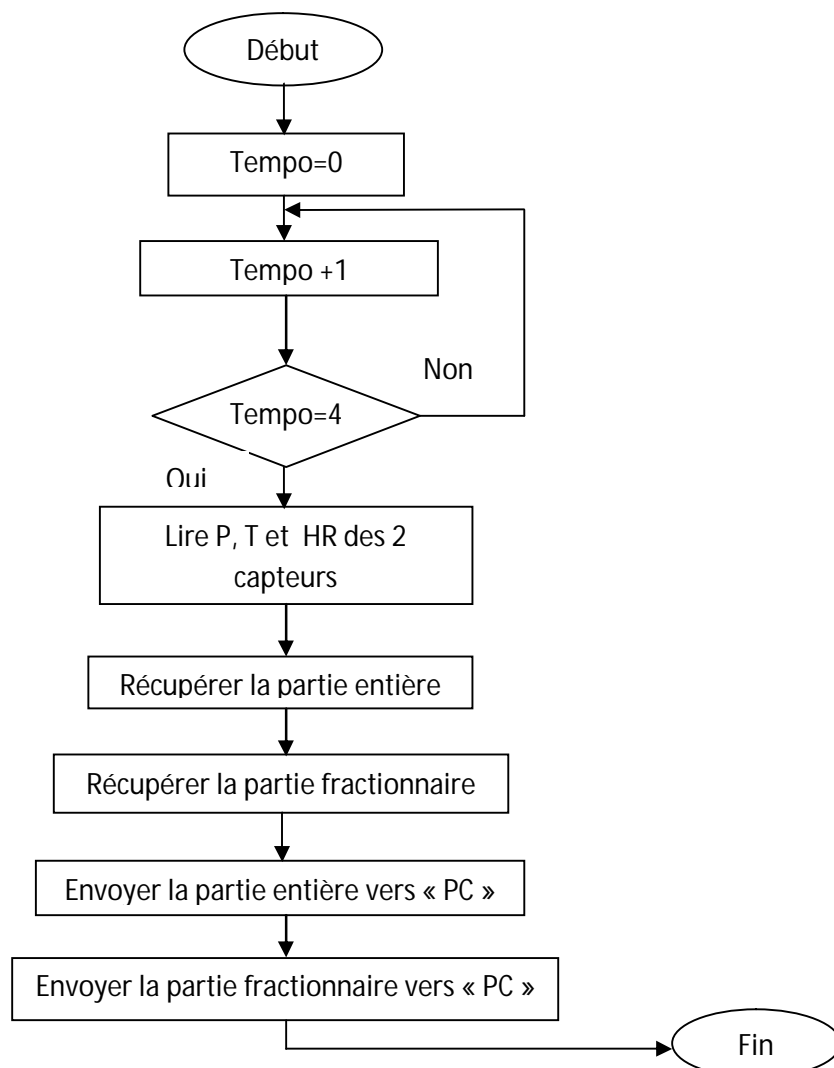 Début
Tempo=0
Tempo +1
Non
Tempo=4
Oui
Lire P, T et HR des 2
capteurs
Récupérer la partie entière
Récupérer la partie fractionnaire
Envoyer la partie entière vers « PC »
Envoyer la partie fractionnaire vers « PC »
Fin